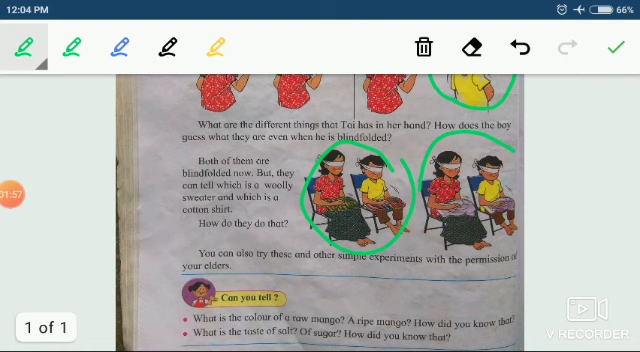 12:04 PM
66%
What are the different things that Tai has in her hand? How does the boy
guess what they are even when he is blindfolded?
Both of them are
blindfolded now. But, they
can tell which is a woolly
sweater and which is a
cotton shirt.
How do they do that?
01:57
You can also try these and other simple experiments with the permission of
your elders.
Can you tell ?
• What is the colour of a raw mango? A ripe mango? How did you know that?
• What is the taste of salt? Of sugar? How did you know that?
1 of 1
V RECORDER